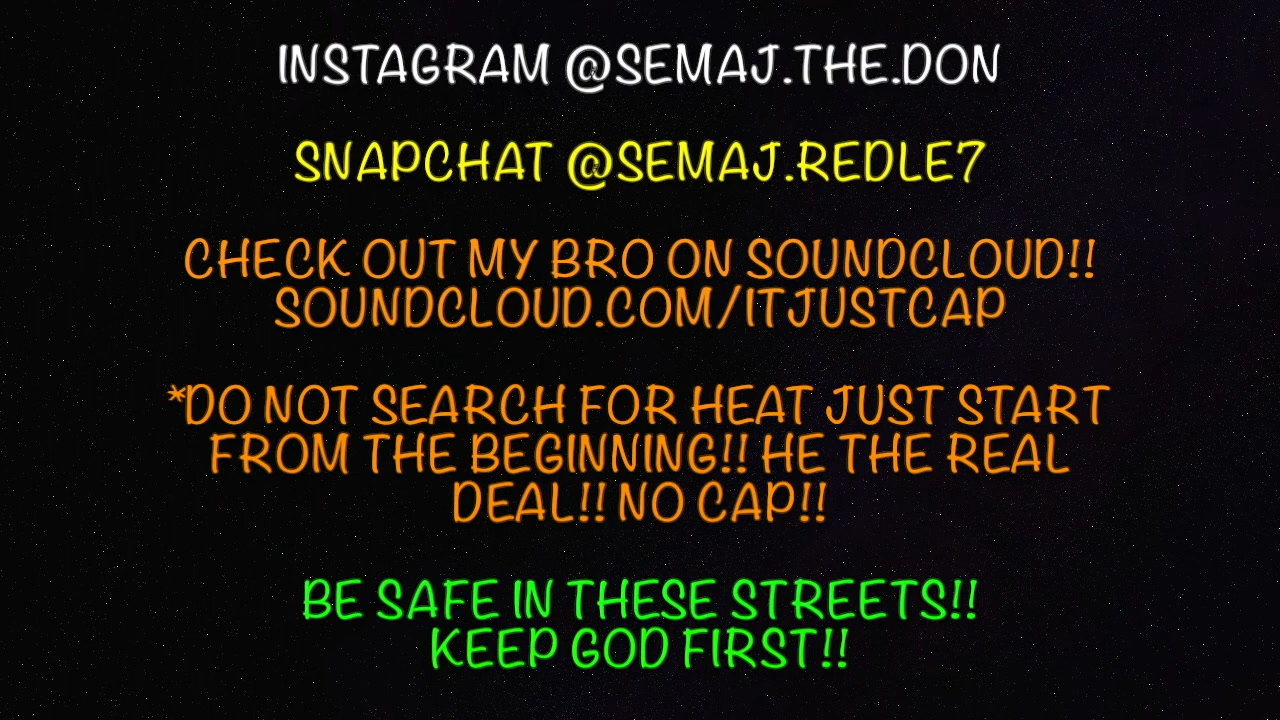 INSTAGRAM @SEMAJ.THE.DON
SNAPCHAT @SEMAJ.REDLE7
CHECK OUT MY BRO ON SOUNDCLOUD!!
SOUNDCLOUD.COM/ITJUSTCAP
*DO NOT SEARCH FOR HEAT JUST START
FROM THE BEGINNING!! HE THE REAL
DEAL!! NO CAP!!
BE SAFE IN THESE STREETS!!
KEEP GOD FIRST!!